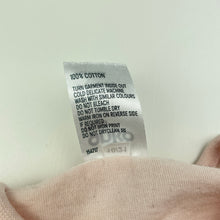 100% COTTON
TURN GARMENT INSIDE OUT
COLD DELICATE MACHINE
WASH WITH SIMILAR COLOURS
DO NOT BLEACH
DO NOT TUMBLE DRY
WARM IRON ON REVERSE SIDE
IF REQUIRED
DO NOT IRON PRINT
DO NOT DRYCLEAN